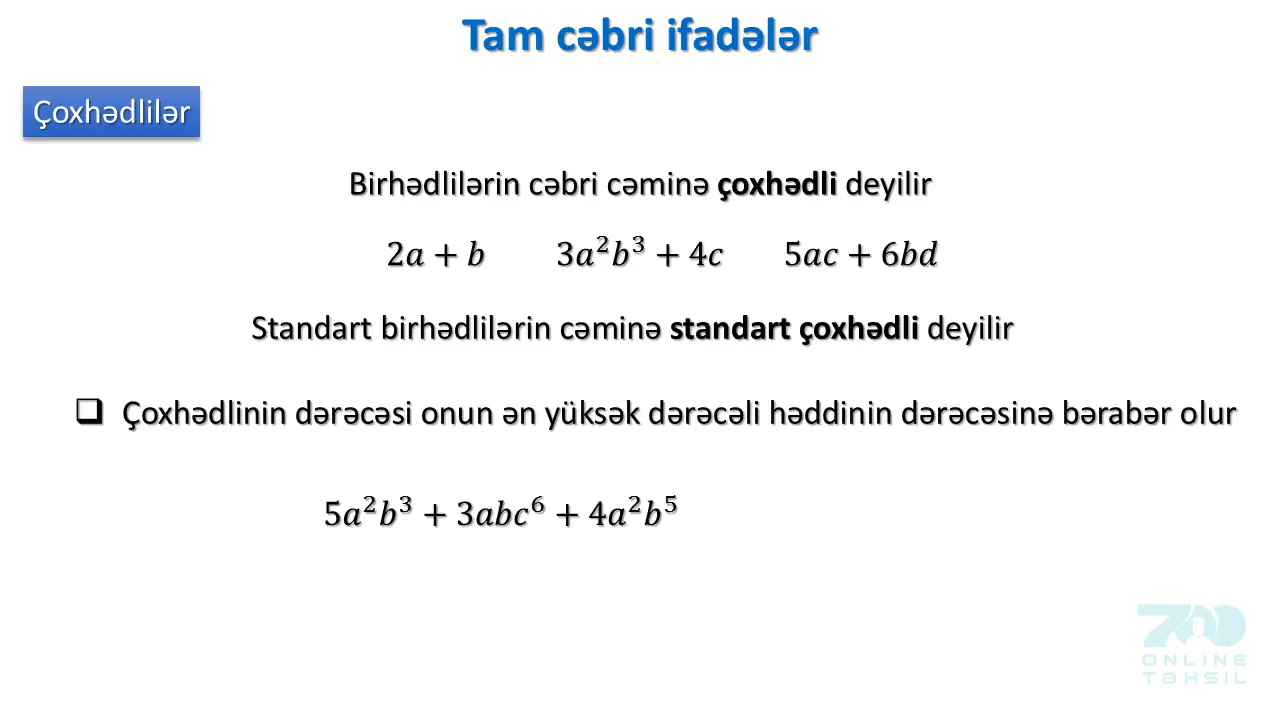 Tam cəbri ifadələr
Çoxhədlilər
Birhədlilərin cəbri cəminə çoxhədli deyilir
2a + b 3a²b³ + 4c 5ac + 6bd
Standart birhədlilərin cəminə standart çoxhədli deyilir
❑ Çoxhədlinin dərəcəsi onun ən yüksək dərəcəli həddinin dərəcəsinə bərabər olur
5a²b³ + 3abc⁶ + 4a²b⁵
700
ONLINE
TƏHSIL